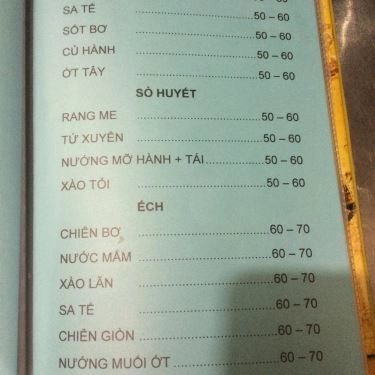 SA TẾ ........ 50 – 60
SỐT BƠ ........ 50 – 60
CỦ HÀNH ........ 50 – 60
ỚT TÂY ........ 50 – 60
SÒ HUYẾT
RANG ME ........ 50 – 60
TỨ XUYÊN ........ 50 – 60
NƯỚNG MỠ HÀNH + TÁI ........ 50 – 60
XÀO TỎI ........ 50 – 60
ẾCH
CHIÊN BƠ ........ 60 – 70
NƯỚC MẮM ........ 60 – 70
XÀO LĂN ........ 60 – 70
SA TẾ ........ 60 – 70
CHIÊN GIÒN ........ 60 – 70
NƯỚNG MUỐI ỚT ........ 60 – 70